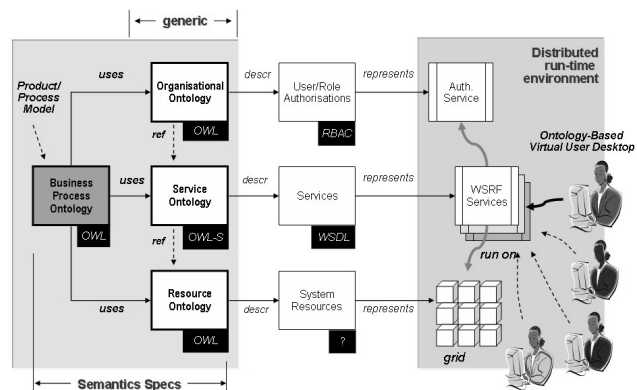 generic
Distributed
run-time
environment
Product/
Process
Model
uses
Organisational
Ontology
OWL
descr
User/Role
Authorisations
RBAC
represents
Auth.
Service
ref
Ontology-Based
Virtual User Desktop
Business
Process
Ontology
OWL
uses
Service
Ontology
OWL-S
descr
Services
WSDL
represents
WSRF
Services
ref
run on
uses
Resource
Ontology
OWL
descr
System
Resources
?
represents
grid
Semantics Specs